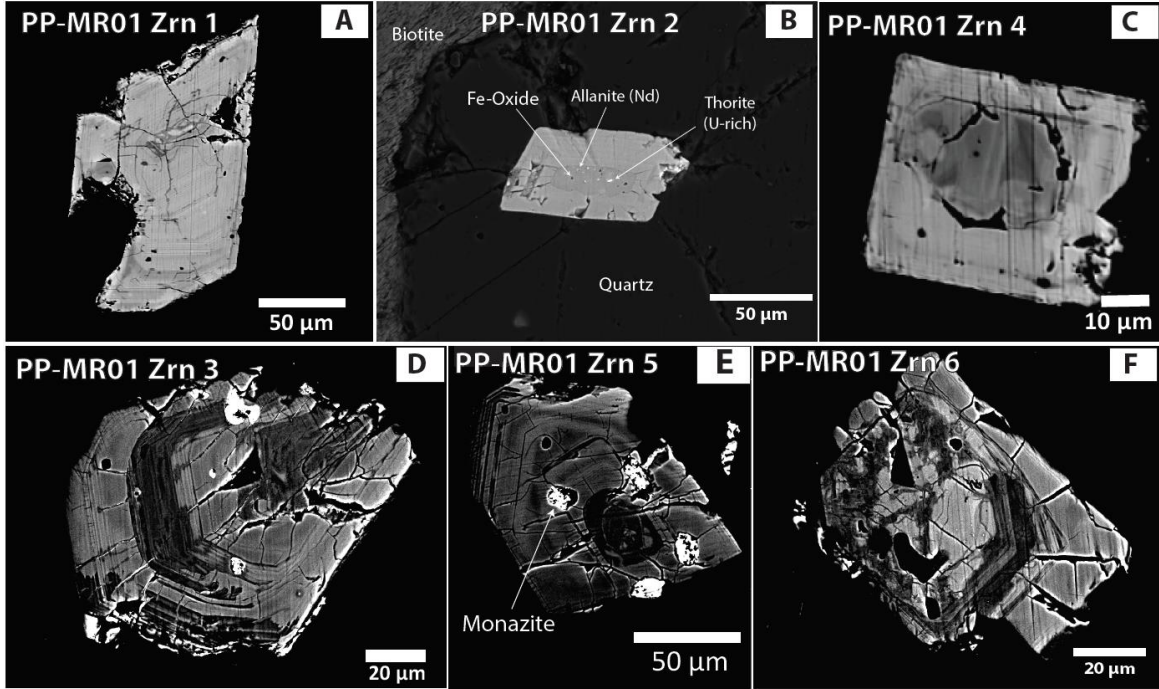 PP-MR01 Zrn 1
A
50 µm
PP-MR01 Zrn 2
B
Biotite
Fe-Oxide
Allanite (Nd)
Thorite
(U-rich)
Quartz
50 µm
PP-MR01 Zrn 4
C
10 µm
PP-MR01 Zrn 3
D
20 µm
PP-MR01 Zrn 5
E
Monazite
50 µm
PP-MR01 Zrn 6
F
20 µm